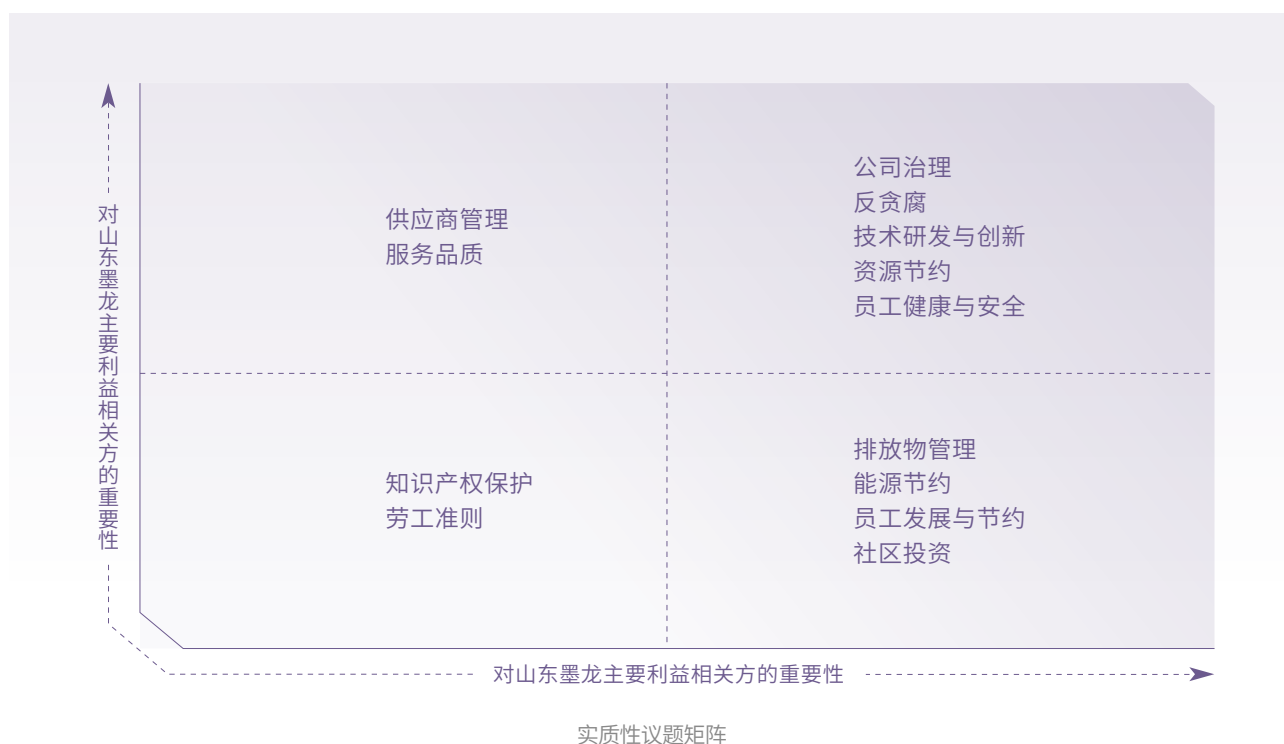 对山东墨龙主要利益相关方的重要性
供应商管理
服务品质
公司治理
反贪腐
技术研发与创新
资源节约
员工健康与安全
知识产权保护
劳工准则
排放物管理
能源节约
员工发展与节约
社区投资
对山东墨龙主要利益相关方的重要性
实质性议题矩阵